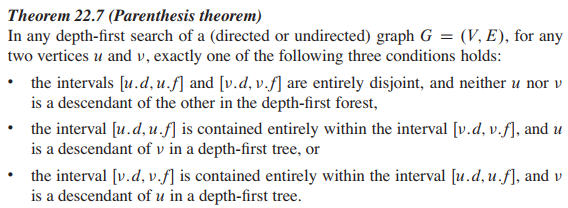 Theorem 22.7 (Parenthesis theorem)
In any depth-first search of a (directed or undirected) graph G = (V, E), for any
two vertices u and v, exactly one of the following three conditions holds:
• the intervals [u.d, u.f] and [v.d, v.f] are entirely disjoint, and neither u nor v
is a descendant of the other in the depth-first forest,
• the interval [u.d, u.f] is contained entirely within the interval [v.d, v.f], and u
is a descendant of v in a depth-first tree, or
• the interval [v.d, v.f] is contained entirely within the interval [u.d, u.f], and v
is a descendant of u in a depth-first tree.